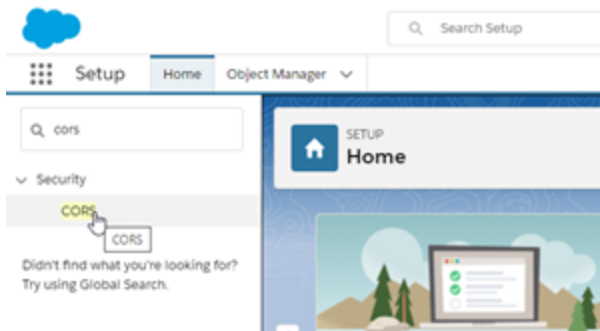 Search Setup
Setup
Home
Object Manager
cors
SETUP
Home
Security
CORS
CORS
Didn't find what you're looking for?
Try using Global Search.